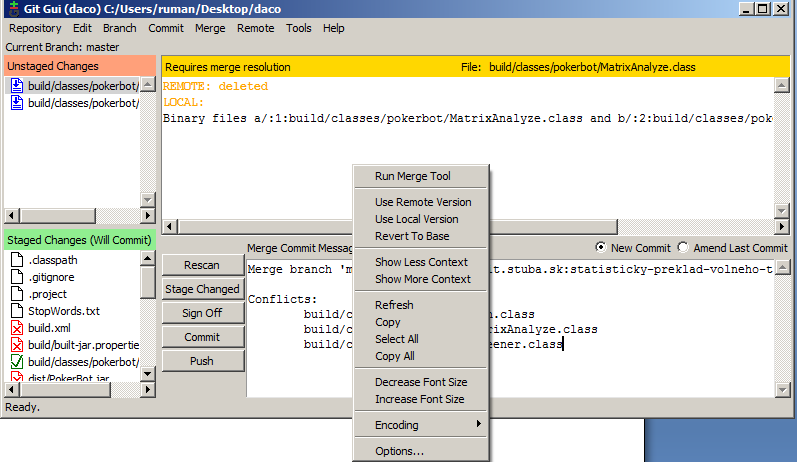 Git Gui (daco) C:/Users/ruman/Desktop/daco
Repository Edit Branch Commit Merge Remote Tools Help
Current Branch: master
Unstaged Changes
build/classes/pokerbot/
build/classes/pokerbot/
Requires merge resolution File: build/classes/pokerbot/MatrixAnalyze.class
REMOTE: deleted
LOCAL:
Binary files a/:1:build/classes/pokerbot/MatrixAnalyze.class and b/:2:build/classes/pok
Run Merge Tool
Use Remote Version
Use Local Version
Revert To Base
Show Less Context
Show More Context
Refresh
Copy
Select All
Copy All
Decrease Font Size
Increase Font Size
Encoding
Options...
Staged Changes (Will Commit)
.classpath
.gitignore
.project
StopWords.txt
build.xml
build/built-jar.propertie
build/classes/pokerbot/
dist/PokerBot.jar
Rescan
Stage Changed
Sign Off
Commit
Push
Merge Commit Messag
New Commit Amend Last Commit
Merge branch 'm it.stuba.sk:statisticky-preklad-volneho-t
Conflicts:
build/c n.class
build/c trixAnalyze.class
build/c eener.class
Ready.